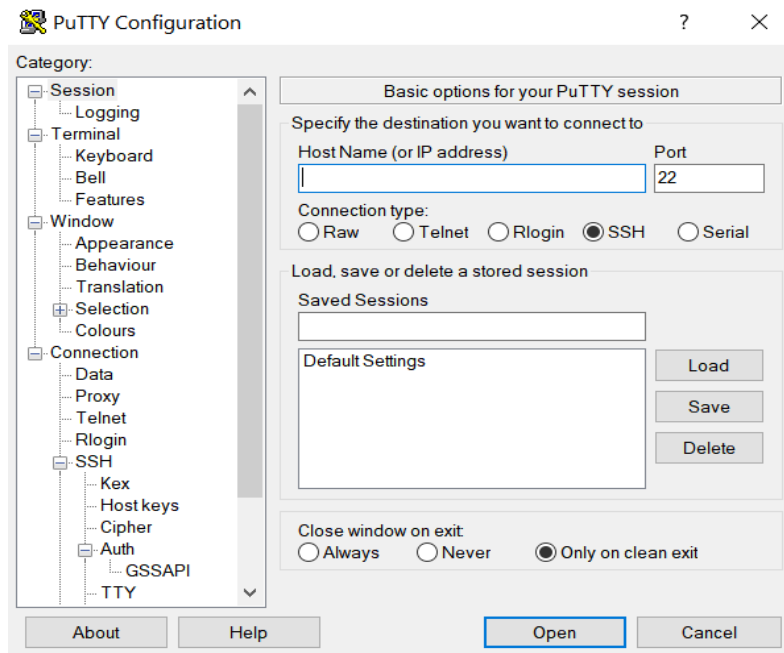 PuTTY Configuration
?
Category:
Session
Logging
Terminal
Keyboard
Bell
Features
Window
Appearance
Behaviour
Translation
Selection
Colours
Connection
Data
Proxy
Telnet
Rlogin
SSH
Kex
Host keys
Cipher
Auth
GSSAPI
TTY
Basic options for your PuTTY session
Specify the destination you want to connect to
Host Name (or IP address) Port
22
Connection type:
Raw Telnet Rlogin SSH Serial
Load, save or delete a stored session
Saved Sessions
Default Settings
Load
Save
Delete
Close window on exit:
Always Never Only on clean exit
About Help Open Cancel